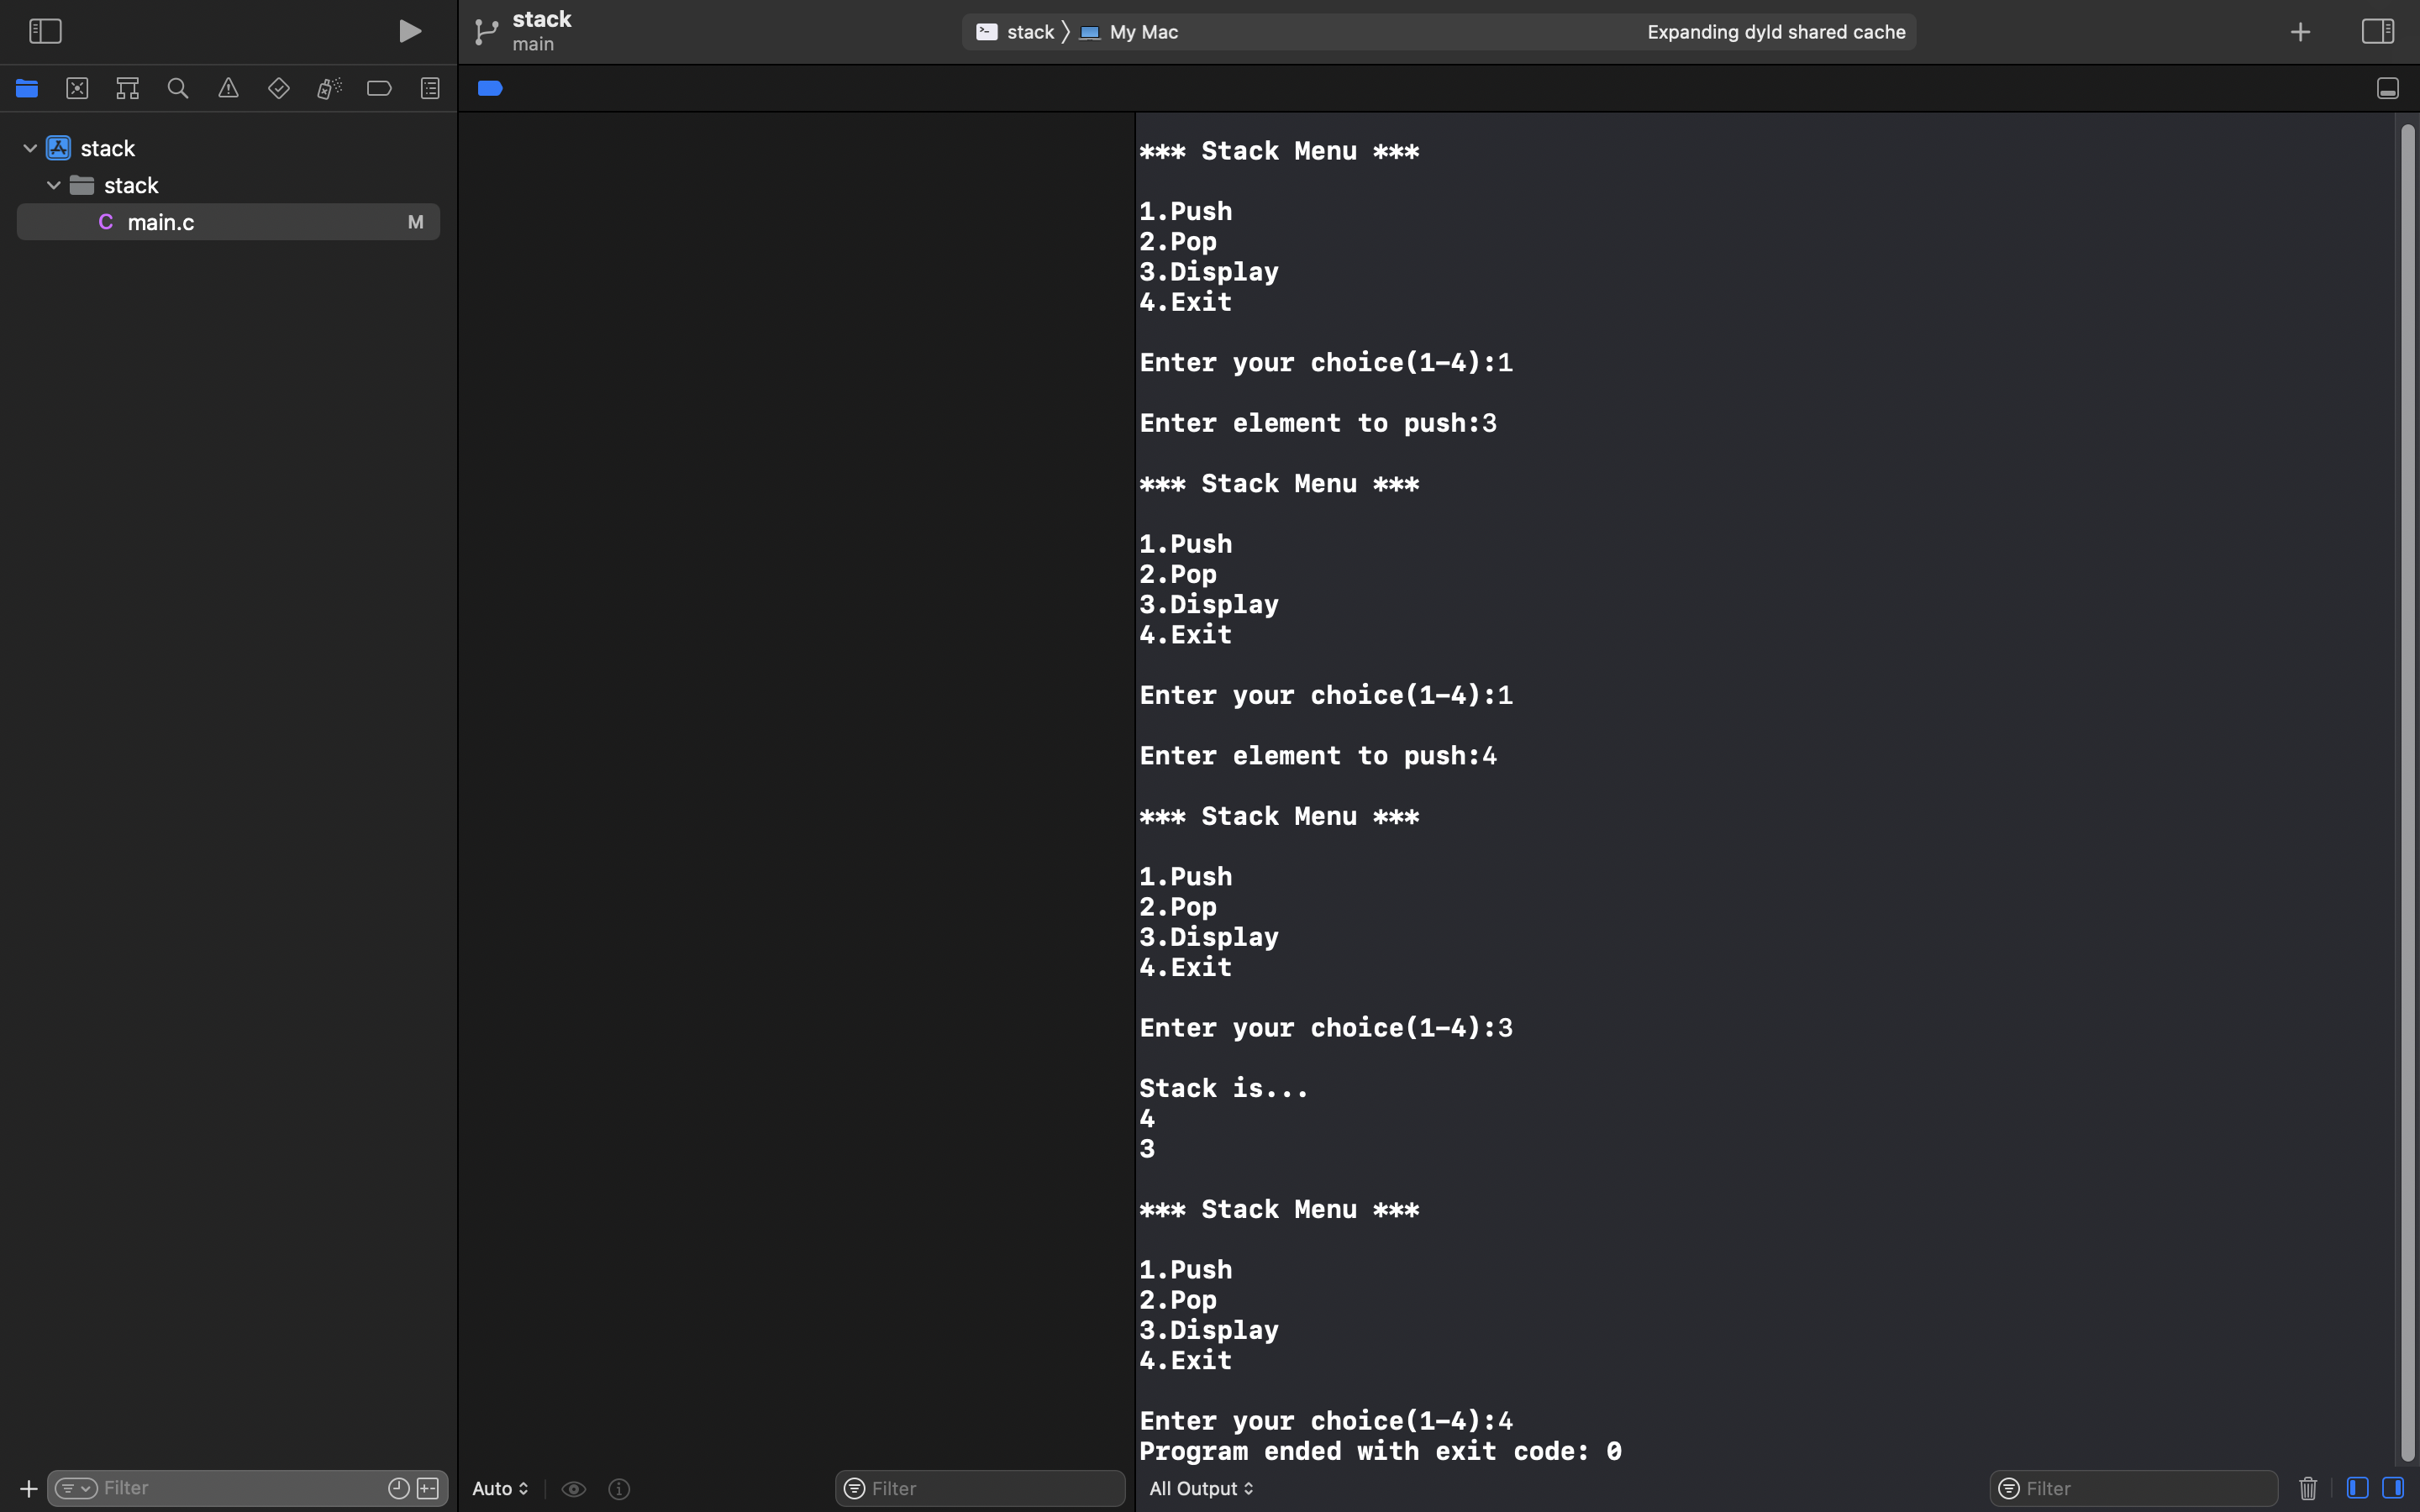 stack
main
stack
My Mac
Expanding dyld shared cache
stack
stack
C main.c M
*** Stack Menu ***
1.Push
2.Pop
3.Display
4.Exit
Enter your choice(1-4):1
Enter element to push:3
*** Stack Menu ***
1.Push
2.Pop
3.Display
4.Exit
Enter your choice(1-4):1
Enter element to push:4
*** Stack Menu ***
1.Push
2.Pop
3.Display
4.Exit
Enter your choice(1-4):3
Stack is...
4
3
*** Stack Menu ***
1.Push
2.Pop
3.Display
4.Exit
Enter your choice(1-4):4
Program ended with exit code: 0
Filter
Auto
Filter
All Output
Filter